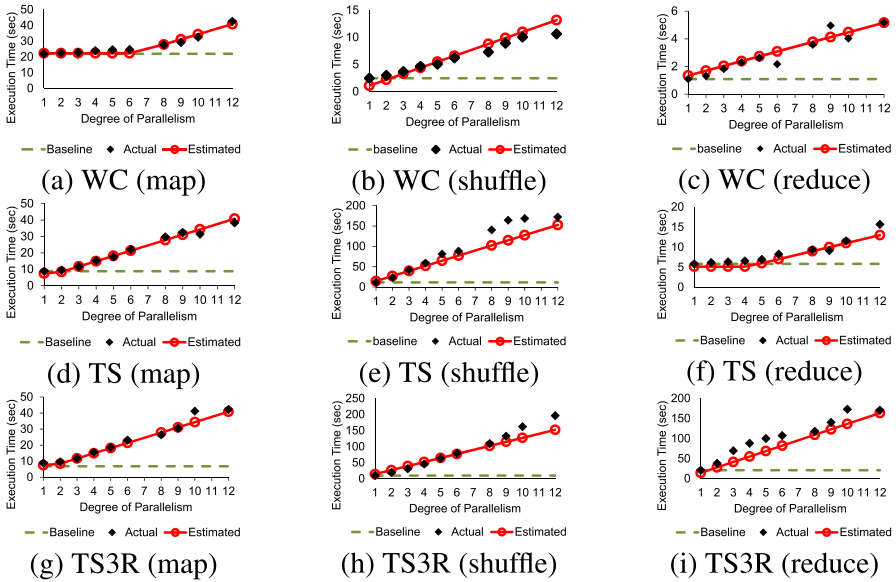 Execution Time (sec)
50
40
30
20
10
0
1 2 3 4 5 6 7 8 9 10 11 12
Degree of Parallelism
Baseline Actual Estimated
(a) WC (map)
Execution Time (sec)
15
10
5
0
1 2 3 4 5 6 7 8 9 10 11 12
Degree of Parallelism
baseline Actual Estimated
(b) WC (shuffle)
Execution Time (sec)
6
4
2
0
1 2 3 4 5 6 7 8 9 10 11 12
Degree of Parallelism
baseline Actual Estimated
(c) WC (reduce)
Execution Time (sec)
50
40
30
20
10
0
1 2 3 4 5 6 7 8 9 10 11 12
Degree of Parallelism
Baseline Actual Estimated
(d) TS (map)
Execution Time (sec)
200
150
100
50
0
1 2 3 4 5 6 7 8 9 10 11 12
Degree of Parallelism
Baseline Actual Estimated
(e) TS (shuffle)
Execution Time (sec)
20
15
10
5
0
1 2 3 4 5 6 7 8 9 10 11 12
Degree of Parallelism
Baseline Actual Estimated
(f) TS (reduce)
Execution Time (sec)
50
40
30
20
10
0
1 2 3 4 5 6 7 8 9 10 11 12
Degree of Parallelism
Baseline Actual Estimated
(g) TS3R (map)
Execution Time (sec)
250
200
150
100
50
0
1 2 3 4 5 6 7 8 9 10 11 12
Degree of Parallelism
Baseline Actual Estimated
(h) TS3R (shuffle)
Execution Time (sec)
200
150
100
50
0
1 2 3 4 5 6 7 8 9 10 11 12
Degree of Parallelism
Baseline Actual Estimated
(i) TS3R (reduce)